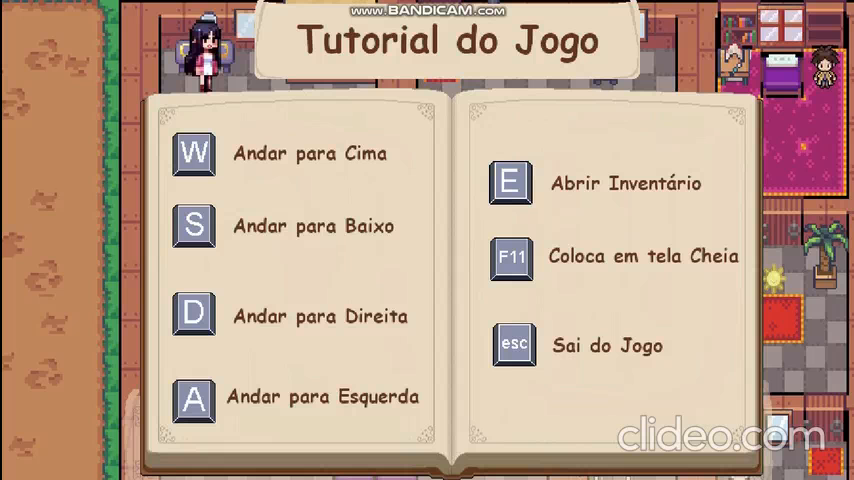 WWW.BANDICAM.COM
Tutorial do Jogo
W Andar para Cima
S Andar para Baixo
D Andar para Direita
A Andar para Esquerda
E Abrir Inventário
F11 Coloca em tela Cheia
esc Sai do Jogo
clideo.com